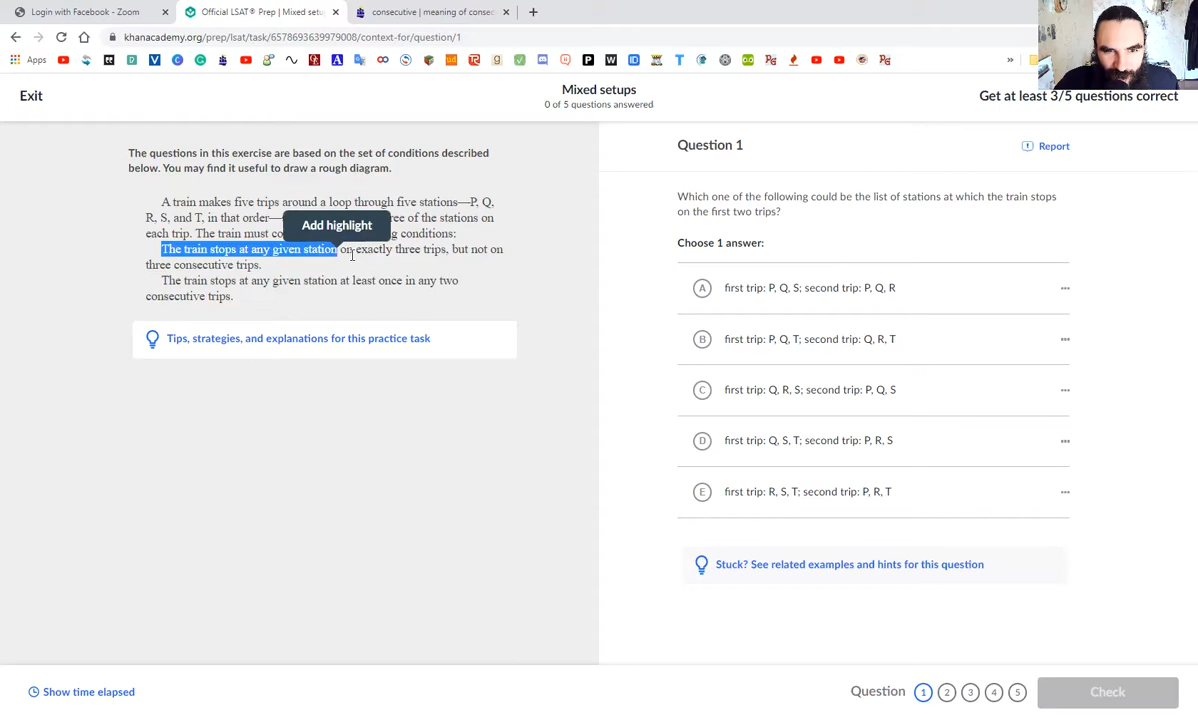 Login with Facebook - Zoom
Official LSAT® Prep | Mixed setu
consecutive | meaning of consec
khanacademy.org/prep/lsat/task/6578693639979008/context-for/question/1
Apps
Exit
Mixed setups
0 of 5 questions answered
Get at least 3/5 questions correct
The questions in this exercise are based on the set of conditions described
below. You may find it useful to draw a rough diagram.
A train makes five trips around a loop through five stations—P, Q,
R, S, and T, in that order— ree of the stations on
each trip. The train must co g conditions:
Add highlight
The train stops at any given station on exactly three trips, but not on
three consecutive trips.
The train stops at any given station at least once in any two
consecutive trips.
Tips, strategies, and explanations for this practice task
Question 1
Report
Which one of the following could be the list of stations at which the train stops
on the first two trips?
Choose 1 answer:
A first trip: P, Q, S; second trip: P, Q, R
B first trip: P, Q, T; second trip: Q, R, T
C first trip: Q, R, S; second trip: P, Q, S
D first trip: Q, S, T; second trip: P, R, S
E first trip: R, S, T; second trip: P, R, T
Stuck? See related examples and hints for this question
Show time elapsed
Question 1 2 3 4 5
Check